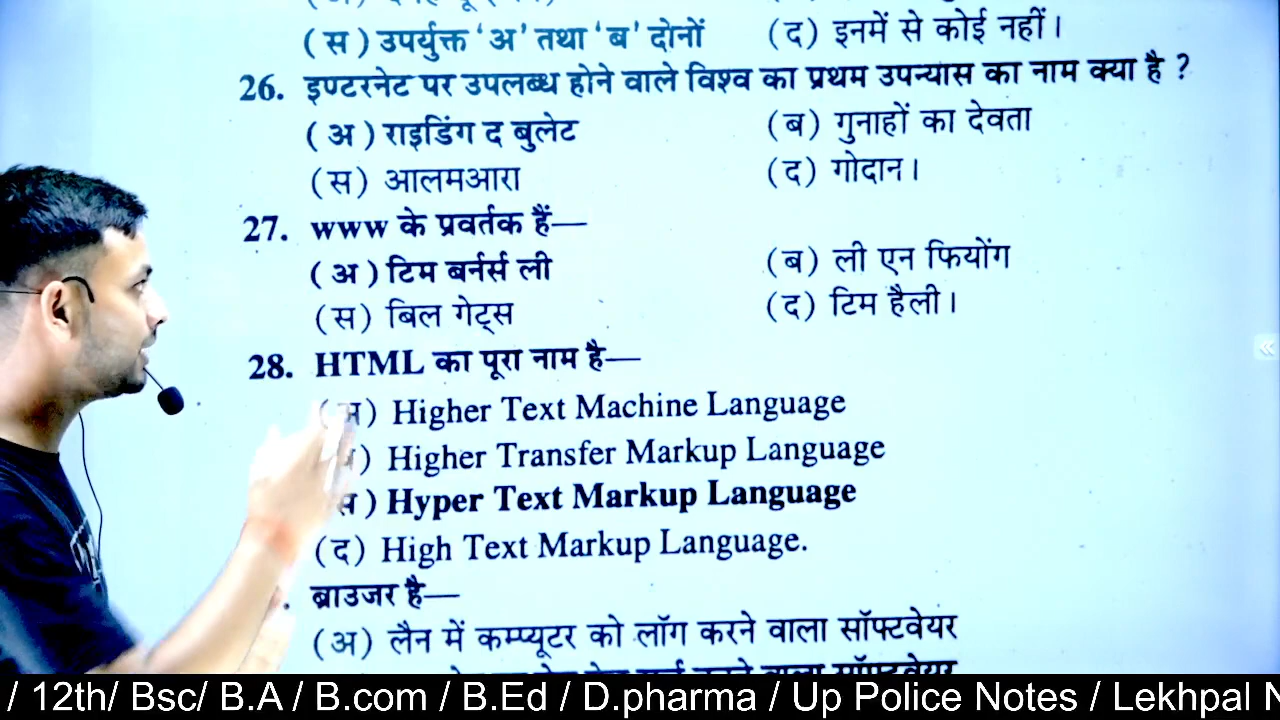 (स) उपर्युक्त ‘अ’ तथा ‘ब’ दोनों (द) इनमें से कोई नहीं।
26. इण्टरनेट पर उपलब्ध होने वाले विश्व का प्रथम उपन्यास का नाम क्या है ?
(अ) राइडिंग द बुलेट (ब) गुनाहों का देवता
(स) आलमआरा (द) गोदान।
27. www के प्रवर्तक हैं—
(अ) टिम बर्नर्स ली (ब) ली एन फियोंग
(स) बिल गेट्स (द) टिम हैली।
28. HTML का पूरा नाम है—
(अ) Higher Text Machine Language
) Higher Transfer Markup Language
(स) Hyper Text Markup Language
(द) High Text Markup Language.
. ब्राउजर है—
(अ) लैन में कम्प्यूटर को लॉग करने वाला सॉफ्टवेयर
/ 12th/ Bsc/ B.A / B.com / B.Ed / D.pharma / Up Police Notes / Lekhpal N